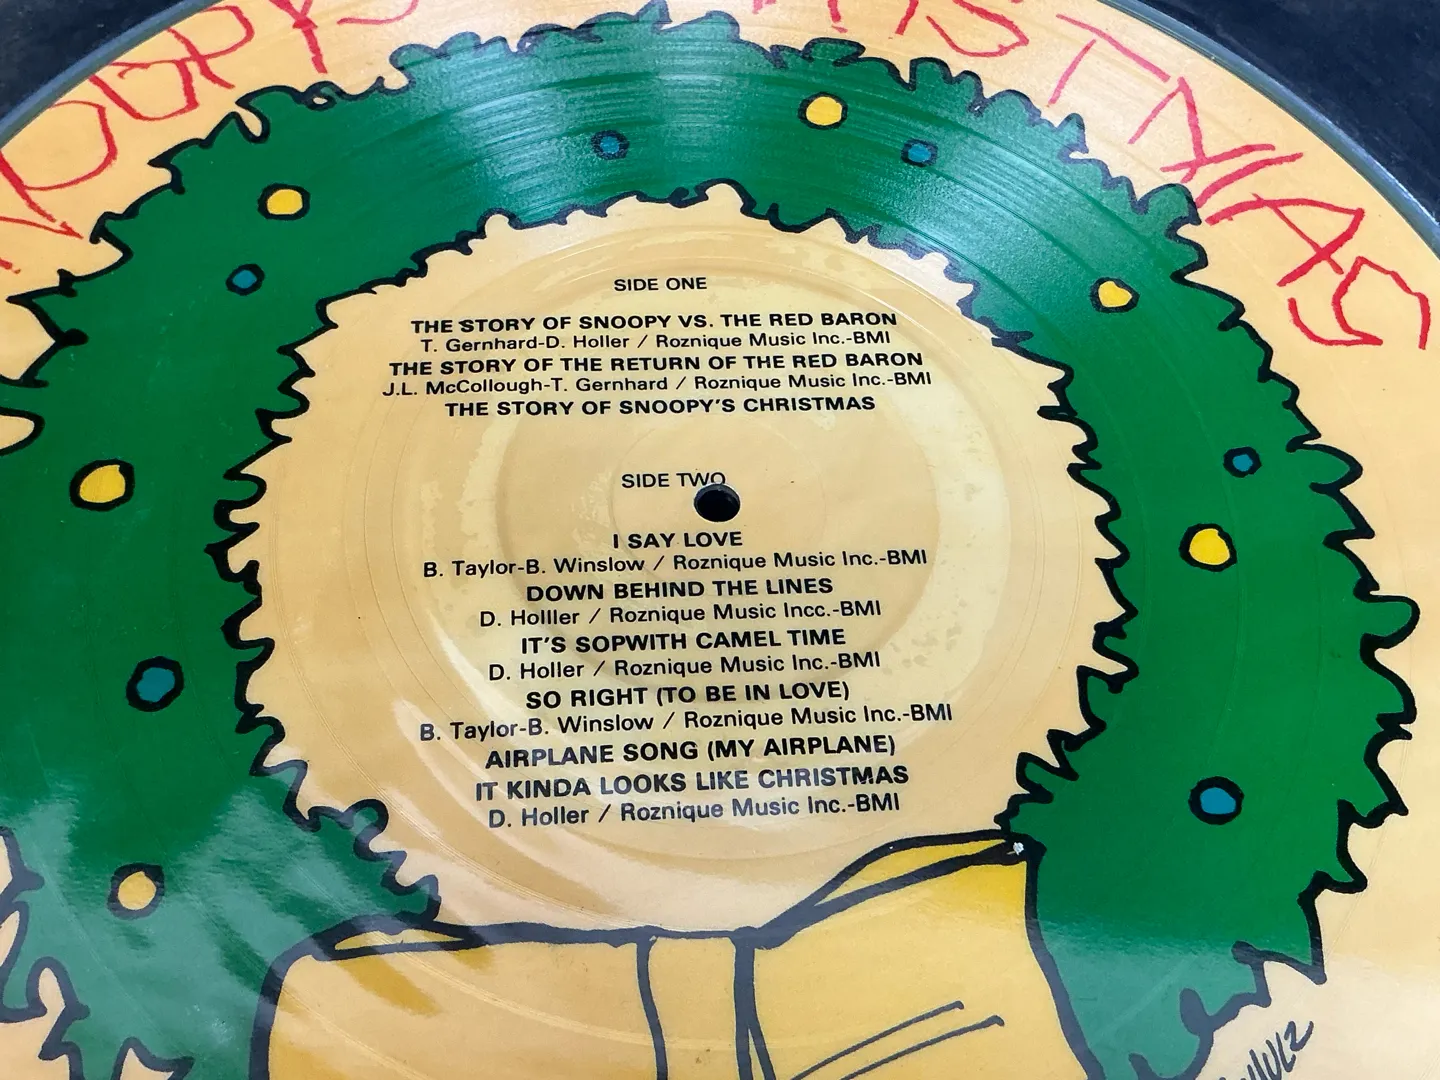 SIDE ONE
THE STORY OF SNOOPY VS. THE RED BARON
T. Gernhard-D. Holler / Roznique Music Inc.-BMI
THE STORY OF THE RETURN OF THE RED BARON
J.L. McCollough-T. Gernhard / Roznique Music Inc.-BMI
THE STORY OF SNOOPY'S CHRISTMAS
SIDE TWO
I SAY LOVE
B. Taylor-B. Winslow / Roznique Music Inc.-BMI
DOWN BEHIND THE LINES
D. Holller / Roznique Music Incc.-BMI
IT'S SOPWITH CAMEL TIME
D. Holler / Roznique Music Inc.-BMI
SO RIGHT (TO BE IN LOVE)
B. Taylor-B. Winslow / Roznique Music Inc.-BMI
AIRPLANE SONG (MY AIRPLANE)
IT KINDA LOOKS LIKE CHRISTMAS
D. Holler / Roznique Music Inc.-BMI